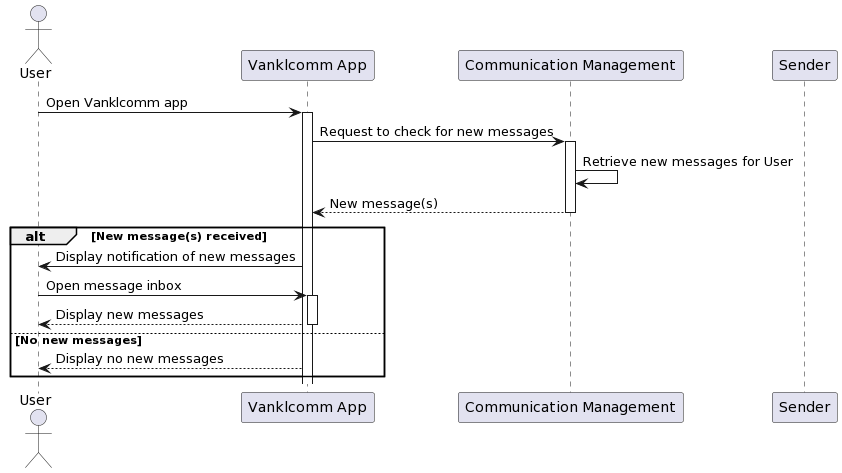 User
Vanklcomm App
Communication Management
Sender
Open Vanklcomm app
Request to check for new messages
Retrieve new messages for User
New message(s)
alt
[New message(s) received]
Display notification of new messages
Open message inbox
Display new messages
[No new messages]
Display no new messages
User
Vanklcomm App
Communication Management
Sender